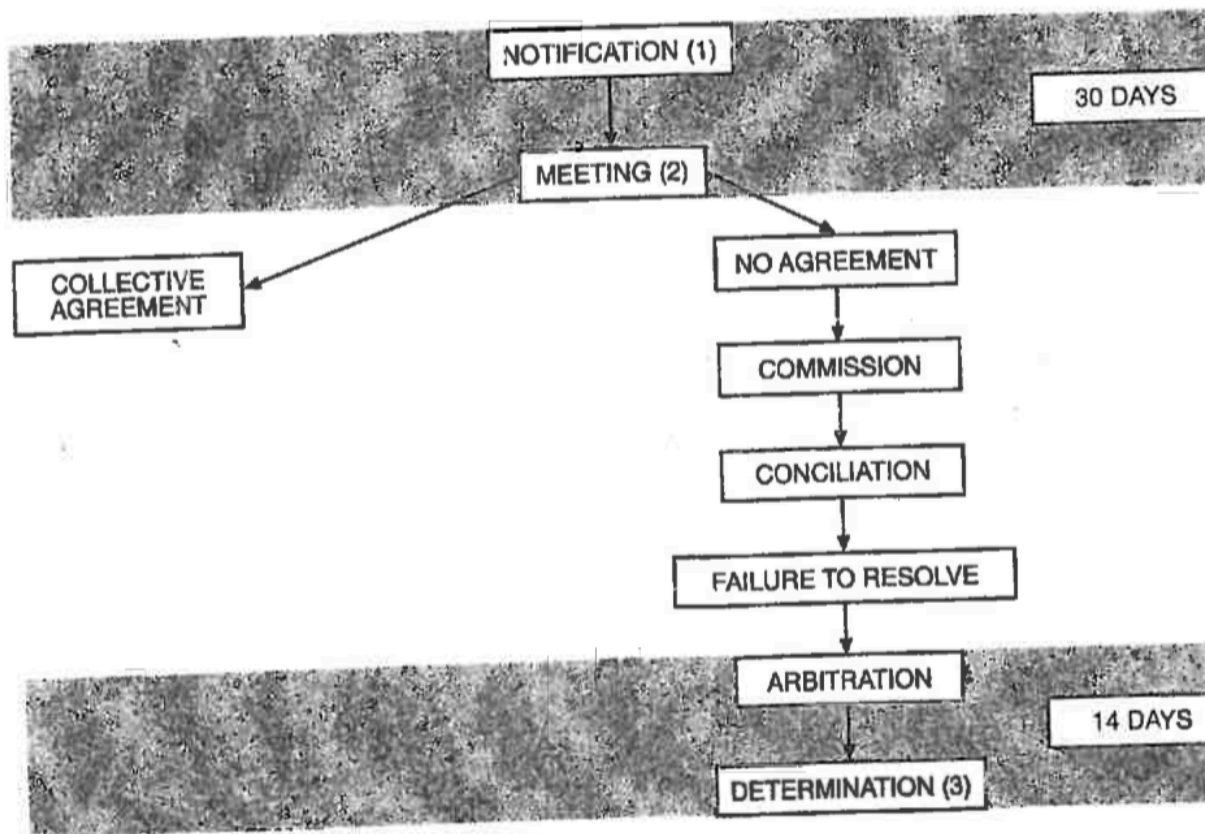 NOTIFICATION (1)
30 DAYS
MEETING (2)
NO AGREEMENT
COLLECTIVE
AGREEMENT
COMMISSION
CONCILIATION
FAILURE TO RESOLVE
ARBITRATION
14 DAYS
DETERMINATION (3)